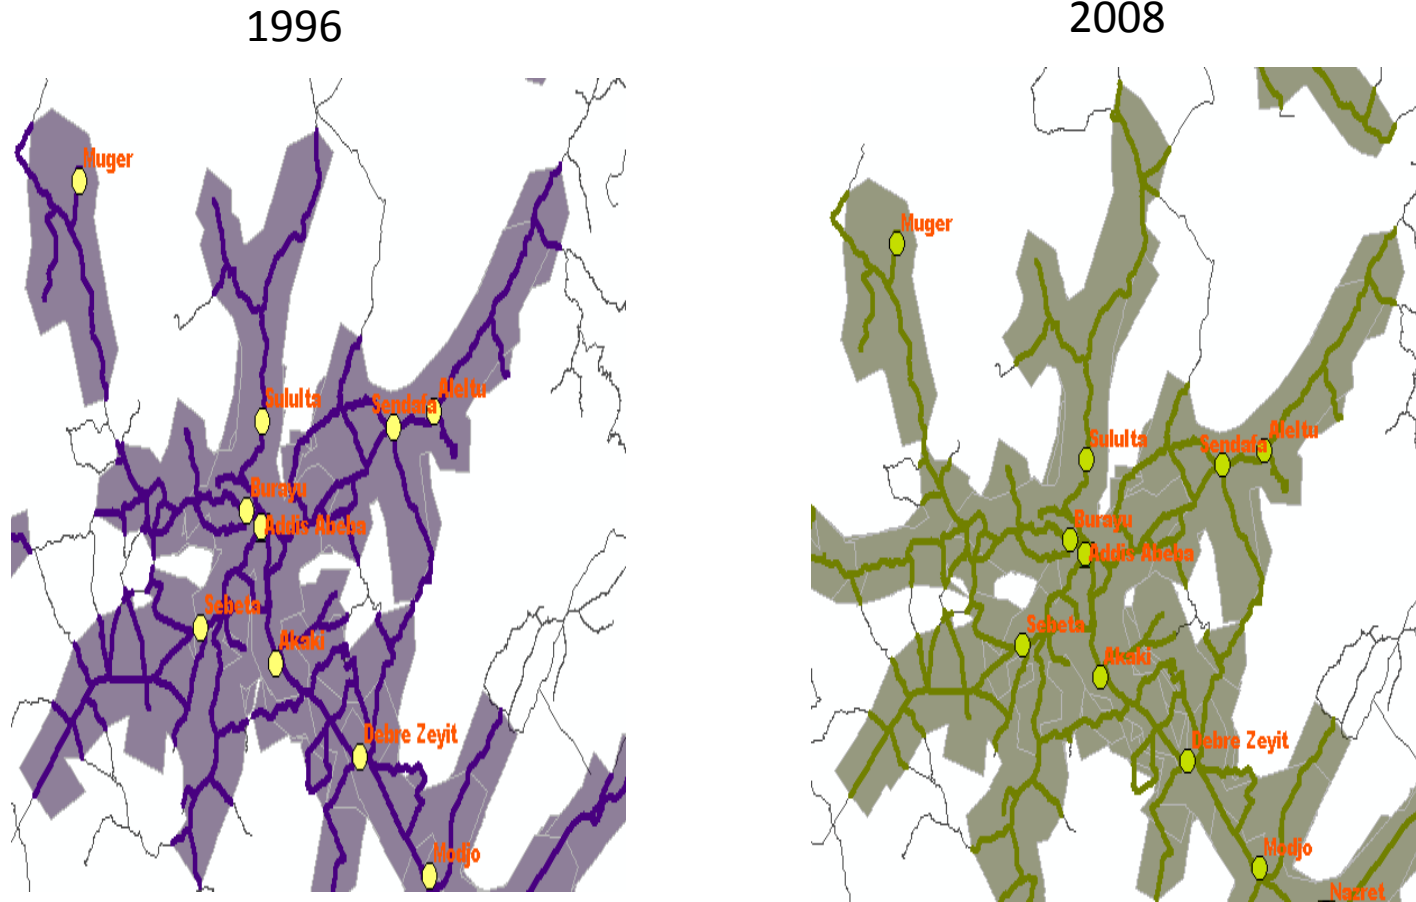 1996
2008
Muger
Sululta
Sendafa
Aleltu
Burayu
Addis Abeba
Sebeta
Akaki
Debre Zeyit
Modjo
Muger
Sululta
Sendafa
Aleltu
Burayu
Addis Abeba
Sebeta
Akaki
Debre Zeyit
Modjo
Nazret